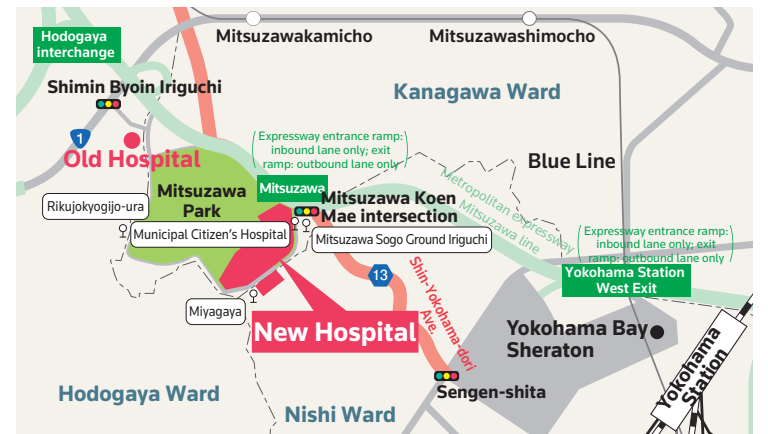 Hodogaya
interchange
Mitsuzawakamicho
Mitsuzawashimocho
Shimin Byoin Iriguchi
Kanagawa Ward
1
Old Hospital
(Expressway entrance ramp:
inbound lane only; exit
ramp: outbound lane only)
Blue Line
Mitsuzawa
Mitsuzawa
Park
Mitsuzawa Koen
Mae intersection
Rikujokyogijo-ura
Municipal Citizen's Hospital
Mitsuzawa Sogo Ground Iriguchi
Metropolitan expressway
Mitsuzawa line
(Expressway entrance ramp:
inbound lane only; exit
ramp: outbound lane only)
Yokohama Station
West Exit
13
Shin-Yokohama-dori
Ave.
Miyagaya
New Hospital
Yokohama Bay
Sheraton
Yokohama
Station
Sengen-shita
Hodogaya Ward
Nishi Ward